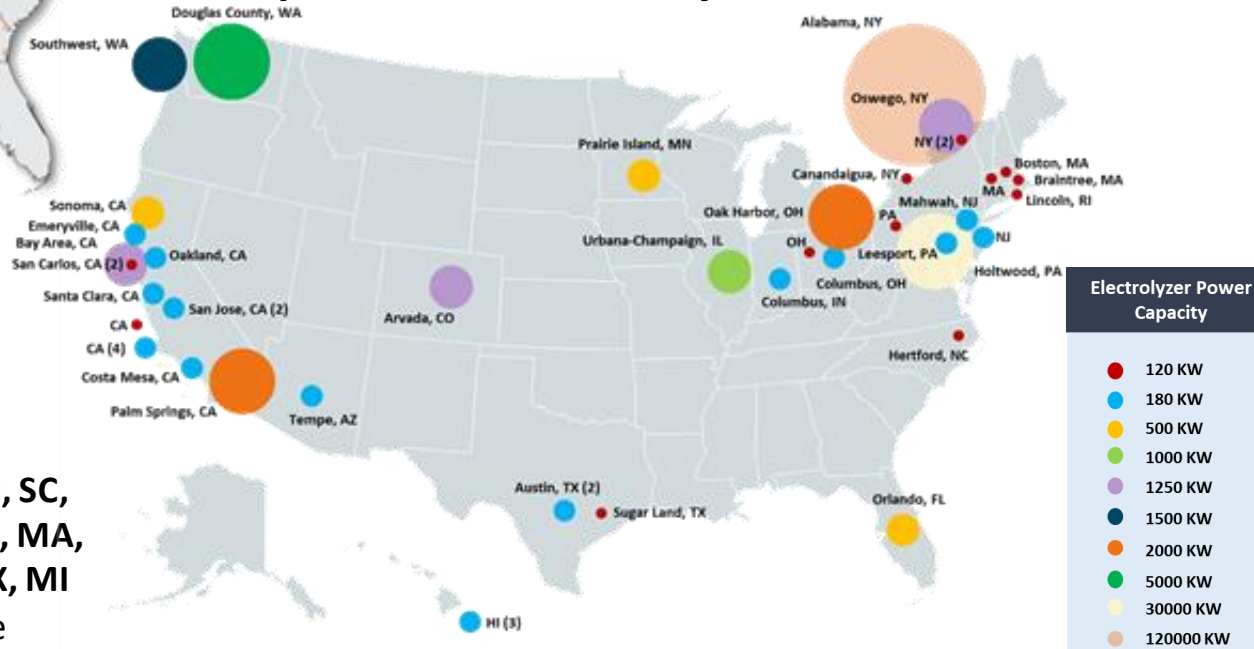 Douglas County, WA
Alabama, NY
Southwest, WA
Oswego, NY
NY (2)
Prairie Island, MN
Canandaigua, NY
Boston, MA
Braintree, MA
MA
Lincoln, RI
Mahwah, NJ
Sonoma, CA
Emeryville, CA
Bay Area, CA
San Carlos, CA (2)
Oakland, CA
Oak Harbor, OH
PA
NJ
Urbana-Champaign, IL
OH
Leesport, PA
Holtwood, PA
Columbus, OH
Columbus, IN
Santa Clara, CA
San Jose, CA (2)
Arvada, CO
CA
CA (4)
Hertford, NC
Costa Mesa, CA
Palm Springs, CA
Tempe, AZ
Austin, TX (2)
Sugar Land, TX
Orlando, FL
HI (3)
, SC,
, MA,
, MI
Electrolyzer Power
Capacity
120 KW
180 KW
500 KW
1000 KW
1250 KW
1500 KW
2000 KW
5000 KW
30000 KW
120000 KW